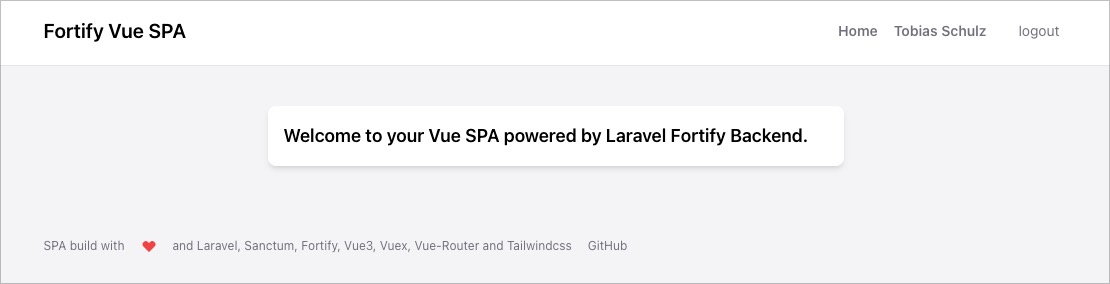 Fortify Vue SPA Home Tobias Schulz logout
Welcome to your Vue SPA powered by Laravel Fortify Backend.
SPA build with ❤ and Laravel, Sanctum, Fortify, Vue3, Vuex, Vue-Router and Tailwindcss GitHub